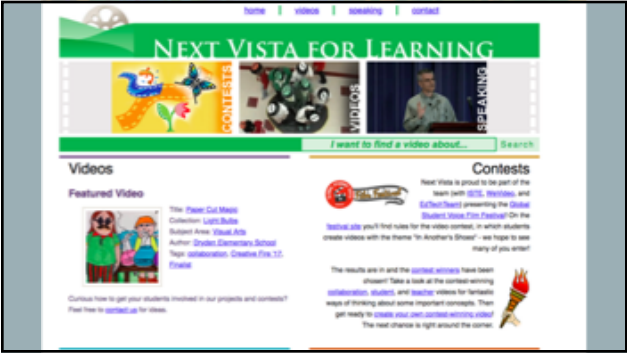 home | videos | speaking | contact
NEXT VISTA FOR LEARNING
CONTESTS
VIDEOS
SPEAKING
I want to find a video about... Search
Videos
Featured Video
Title: Paper Cut Magic
Collection: Light Bulbs
Subject Area: Visual Arts
Author: Dryden Elementary School
Tags: collaboration, Creative Fire '17,
Finalist
Curious how to get your students involved in our projects and contests?
Feel free to contact us for ideas.
Contests
Next Vista is proud to be part of the
team (with ISTE, WeVideo, and
EdTechTeam) presenting the Global
Student Voice Film Festival! On the
festival site you'll find rules for the video contest, in which students
create videos with the theme "In Another's Shoes" - we hope to see
many of you enter!
The results are in and the contest winners have been
chosen! Take a look at the contest-winning
collaboration, student, and teacher videos for fantastic
ways of thinking about some important concepts. Then
get ready to create your own contest-winning video!
The next chance is right around the corner.